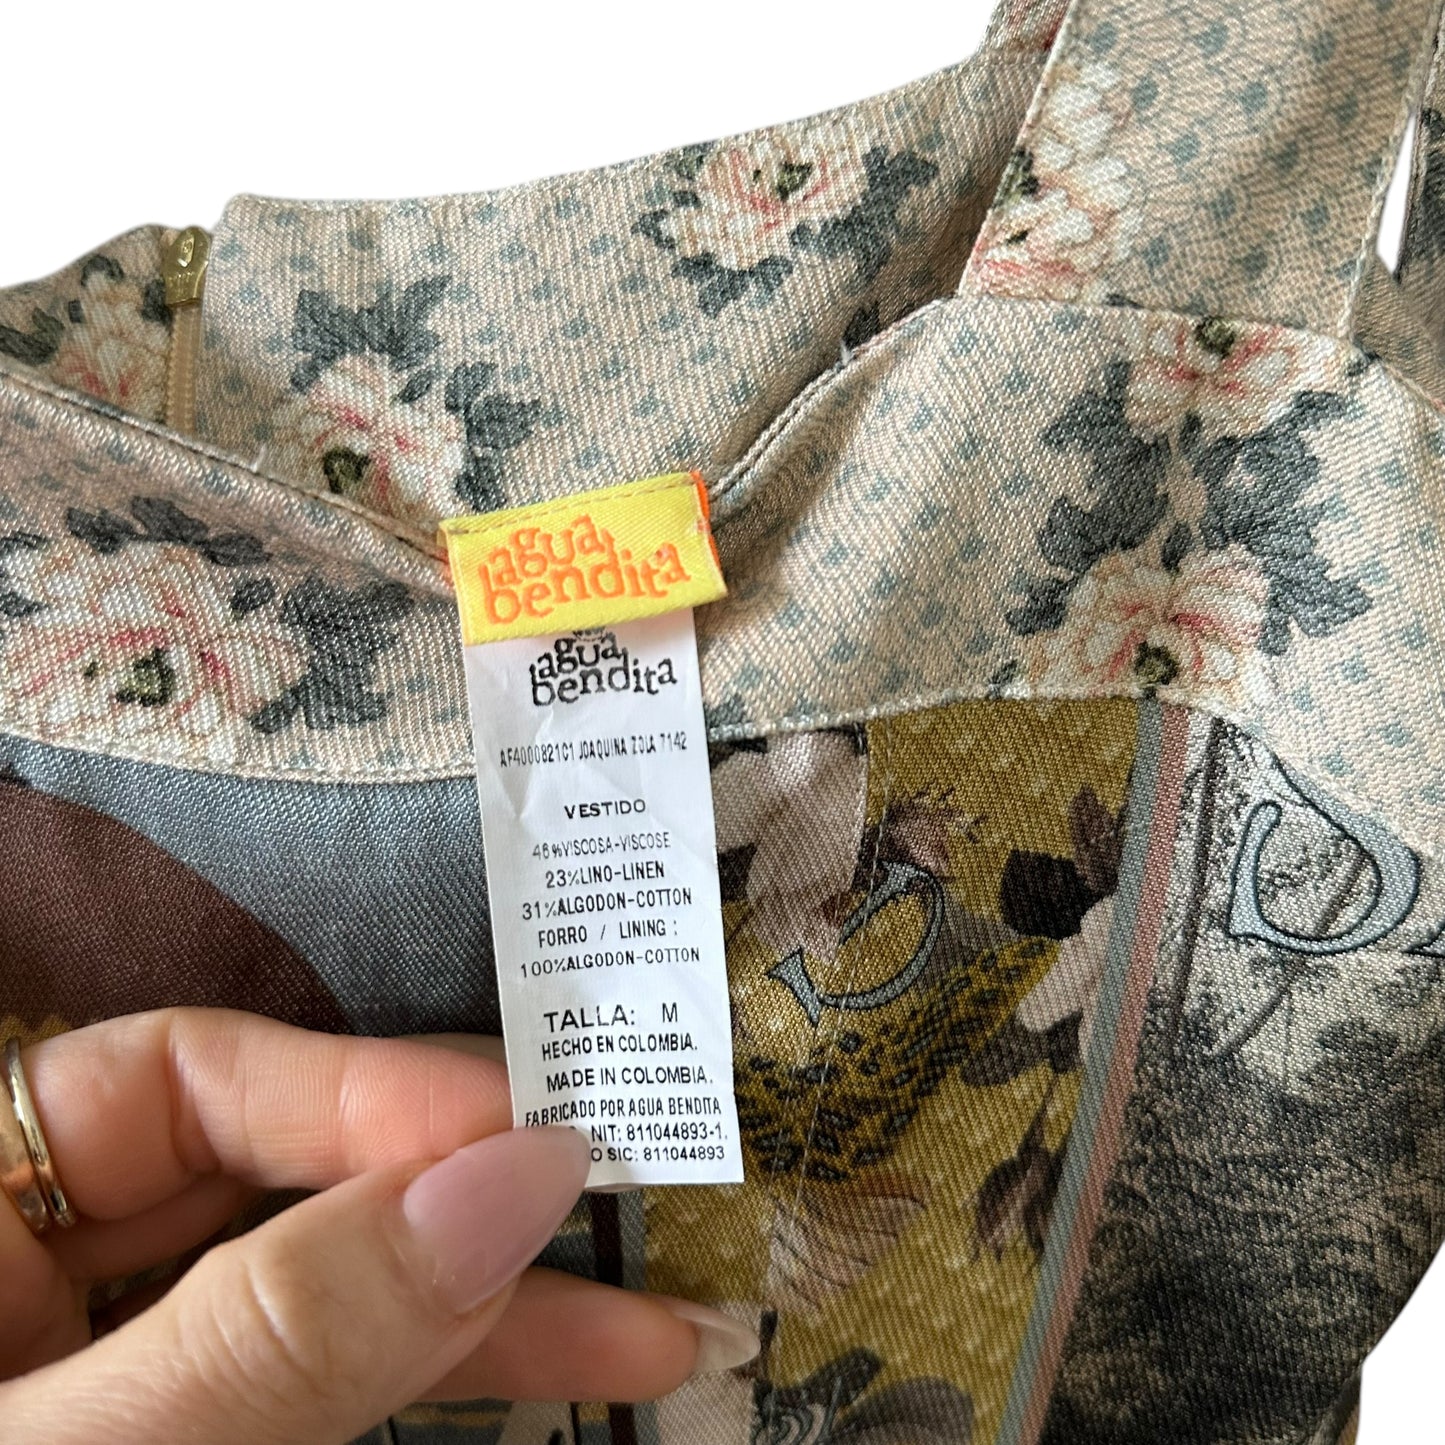 agua
bendita
agua
bendita
AF4000821C1 JOAQUINA ZOLA 7142
VESTIDO
46%VISCOSA-VISCOSE
23%LINO-LINEN
31%ALGODON-COTTON
FORRO / LINING :
100%ALGODON-COTTON
TALLA: M
HECHO EN COLOMBIA.
MADE IN COLOMBIA.
FABRICADO POR AGUA BENDITA
NIT: 811044893-1.
O SIC: 811044893